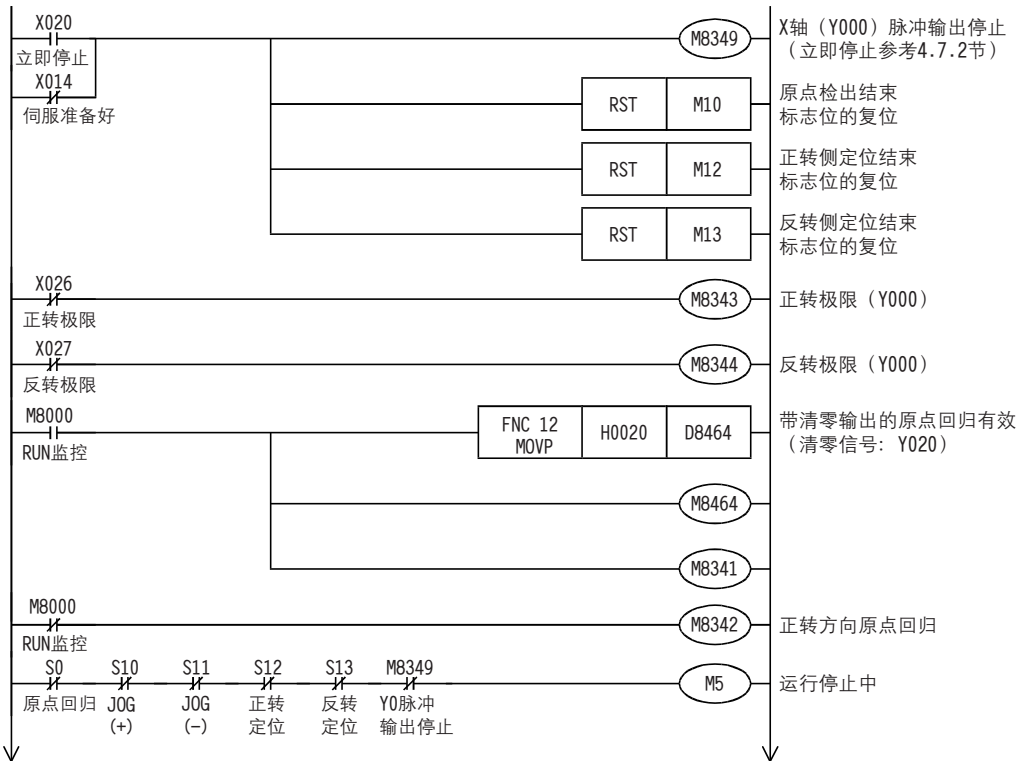 X020
立即停止
X014
伺服准备好
M8349
X轴（Y000）脉冲输出停止
（立即停止参考4.7.2节）
RST M10
原点检出结束
标志位的复位
RST M12
正转侧定位结束
标志位的复位
RST M13
反转侧定位结束
标志位的复位
X026
正转极限
M8343
正转极限（Y000）
X027
反转极限
M8344
反转极限（Y000）
M8000
RUN监控
FNC 12
MOVP
H0020
D8464
带清零输出的原点回归有效
（清零信号：Y020）
M8464
M8341
M8000
RUN监控
M8342
正转方向原点回归
S0 S10 S11 S12 S13 M8349
原点回归 JOG JOG 正转 反转 Y0脉冲
(+) (−) 定位 定位 输出停止
M5
运行停止中